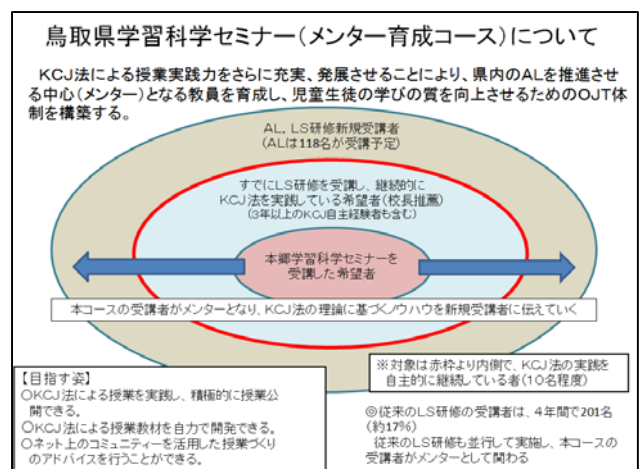 鳥取県学習科学セミナー(メンター育成コース)について
KCJ法による授業実践力をさらに充実、発展させることにより、県内のALを推進させ
る中心(メンター)となる教員を育成し、児童生徒の学びの質を向上させるためのOJT体
制を構築する。
AL、LS研修新規受講者
(ALは118名が受講予定)
すでにLS研修を受講し、継続的に
KCJ法を実践している希望者(校長推薦)
(3年以上のKCJ自主経験者も含む)
本郷学習科学セミナーを
受講した希望者
本コースの受講者がメンターとなり、KCJ法の理論に基づくノウハウを新規受講者に伝えていく
【目指す姿】
○KCJ法による授業を実践し、積極的に授業公
開できる。
○KCJ法による授業教材を自力で開発できる。
○ネット上のコミュニティーを活用した授業づくり
のアドバイスを行うことができる。
※対象は赤枠より内側で、KCJ法の実践を
自主的に継続している者(10名程度)
◎従来のLS研修の受講者は、4年間で201名
(約17%)
従来のLS研修も並行して実施し、本コースの
受講者がメンターとして関わる